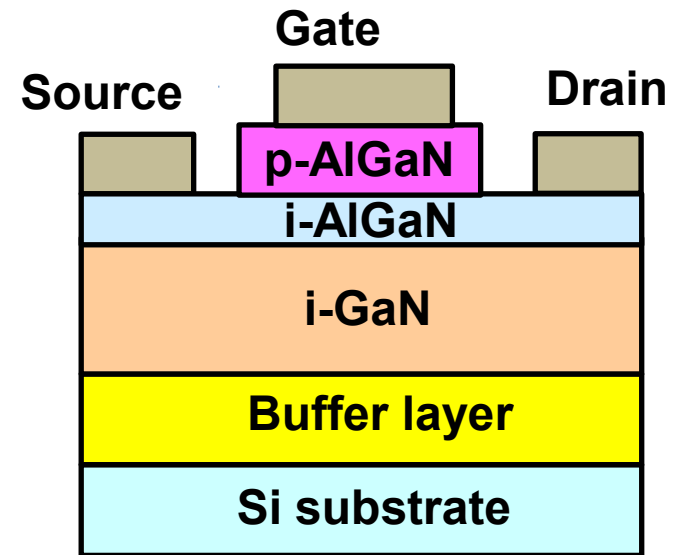 Gate
Source
Drain
p-AlGaN
i-AlGaN
i-GaN
Buffer layer
Si substrate